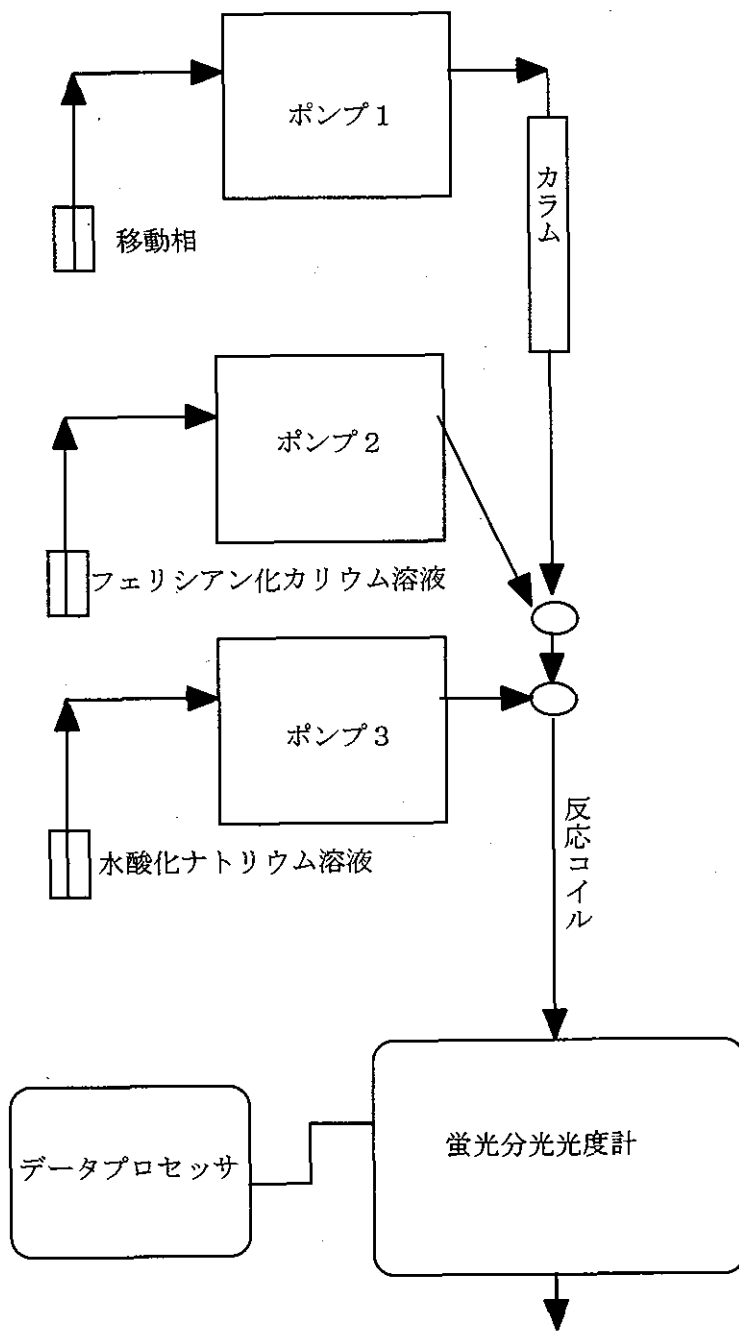 ポンプ1
カラム
移動相
ポンプ2
フェリシアン化カリウム溶液
ポンプ3
水酸化ナトリウム溶液
反応コイル
蛍光分光光度計
データプロセッサ